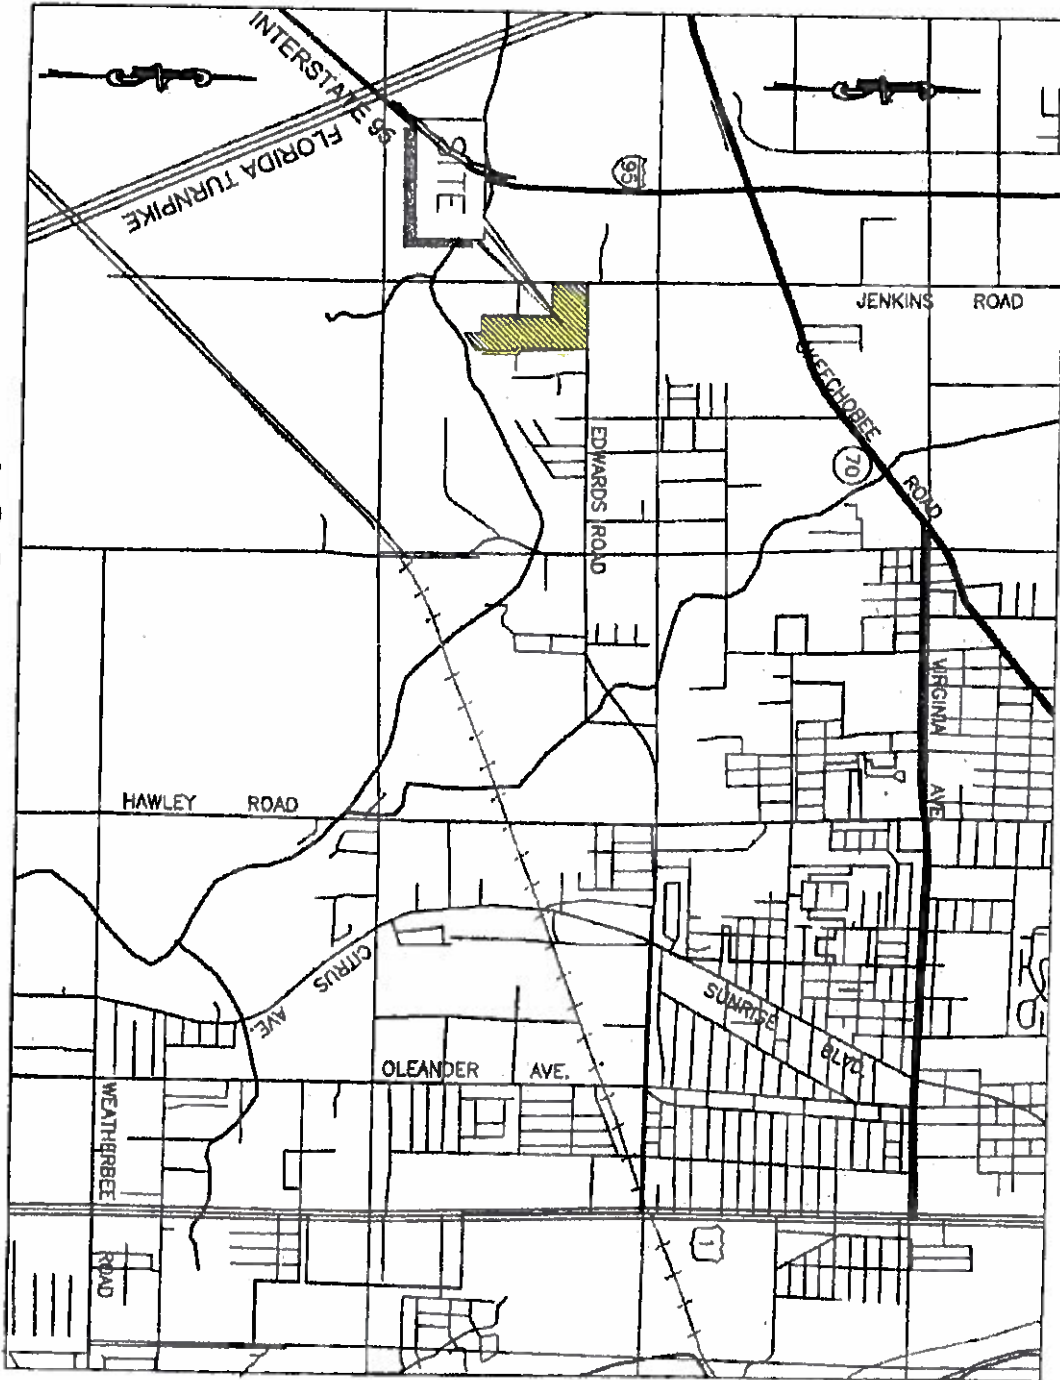 INTERSTATE 95
FLORIDA TURNPIKE
SITE
95
JENKINS ROAD
OKEECHOBEE ROAD
70
EDWARDS ROAD
VIRGINIA AVE
HAWLEY ROAD
CITRUS AVE.
SUNRISE BLVD.
OLEANDER AVE.
WEATHERBEE ROAD
1